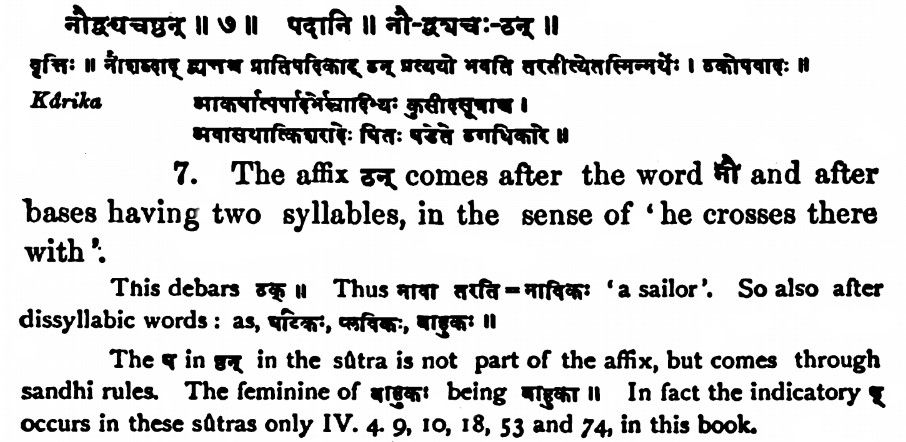 नौद्व्यचष्ठन् ॥ ७ ॥ पदानि ॥ नौ-द्व्यचः-ठन् ॥
वृत्तिः ॥ नौशब्दाद् द्व्यचश्च प्रातिपदिकाद् ठन् प्रत्ययो भवति तरतीत्येतस्मिन्नर्थे । ठकोपवादः ॥
Kârika आकर्षात्पर्पादेर्भस्त्रादिभ्यः कुसीदसूत्राच्च ।
आवसथात्किशरादेः षितः षडेते ठगधिकारे ॥
7. The affix ठन् comes after the word नौ and after
bases having two syllables, in the sense of ‘he crosses there
with’.
This debars ठक् ॥ Thus नावा तरति = नाविकः ‘a sailor’. So also after
dissyllabic words : as, घटिकः, प्लविकः, बाहुकः ॥
The ष in ष्ठन् in the sûtra is not part of the affix, but comes through
sandhi rules. The feminine of बाहुकः being बाहुका ॥ In fact the indicatory ष्
occurs in these sûtras only IV. 4. 9, 10, 18, 53 and 74, in this book.